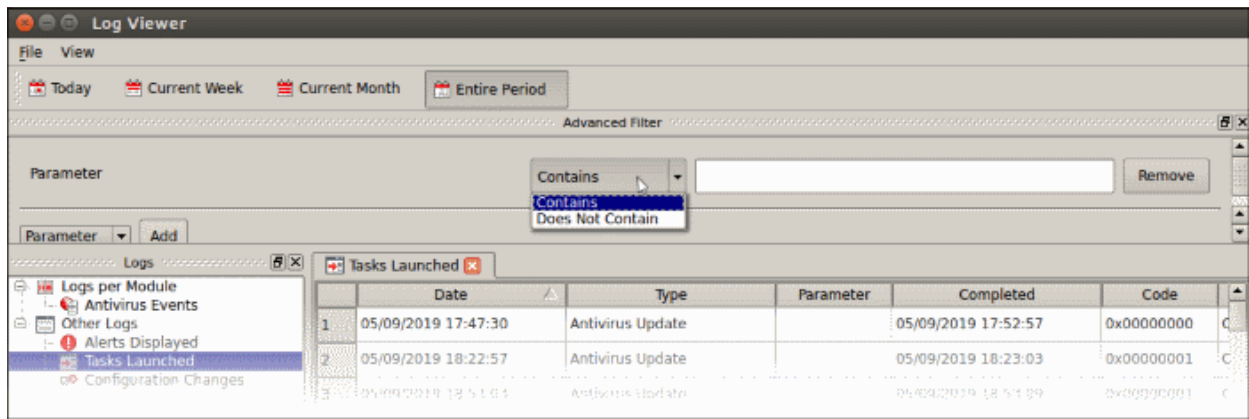 Log Viewer
File View
Today Current Week Current Month Entire Period
Advanced Filter
Parameter Contains Remove
Contains
Does Not Contain
Parameter Add
Logs
Logs per Module
Antivirus Events
Other Logs
Alerts Displayed
Tasks Launched
Configuration Changes
Tasks Launched
Date Type Parameter Completed Code
1 05/09/2019 17:47:30 Antivirus Update 05/09/2019 17:52:57 0x00000000
2 05/09/2019 18:22:57 Antivirus Update 05/09/2019 18:23:03 0x00000001
3 Antivirus Update